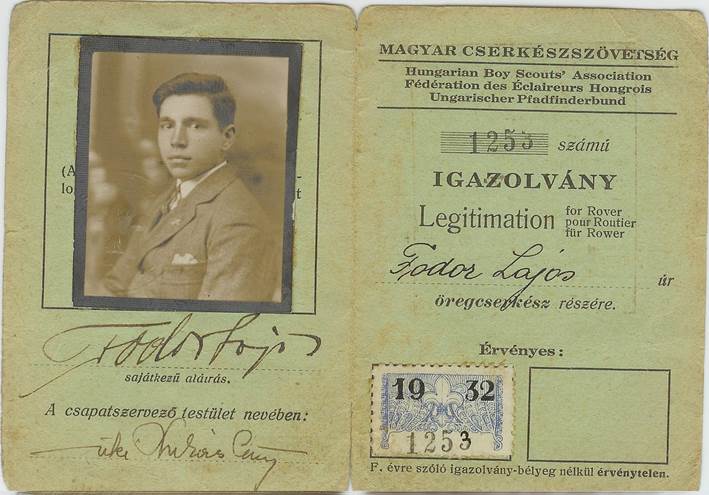 (A
lo
t
Fodor Lajos
sajátkezű aláírás.
A csapatszervező testület nevében:
MAGYAR CSERKÉSZSZÖVETSÉG
Hungarian Boy Scouts' Association
Fédération des Éclaireurs Hongrois
Ungarischer Pfadfinderbund
1253 számú
IGAZOLVÁNY
Legitimation for Rover
pour Routier
für Rower
Fodor Lajos úr
öregcserkész részére.
Érvényes:
19 32
1253
F. évre szóló igazolvány-bélyeg nélkül érvénytelen.